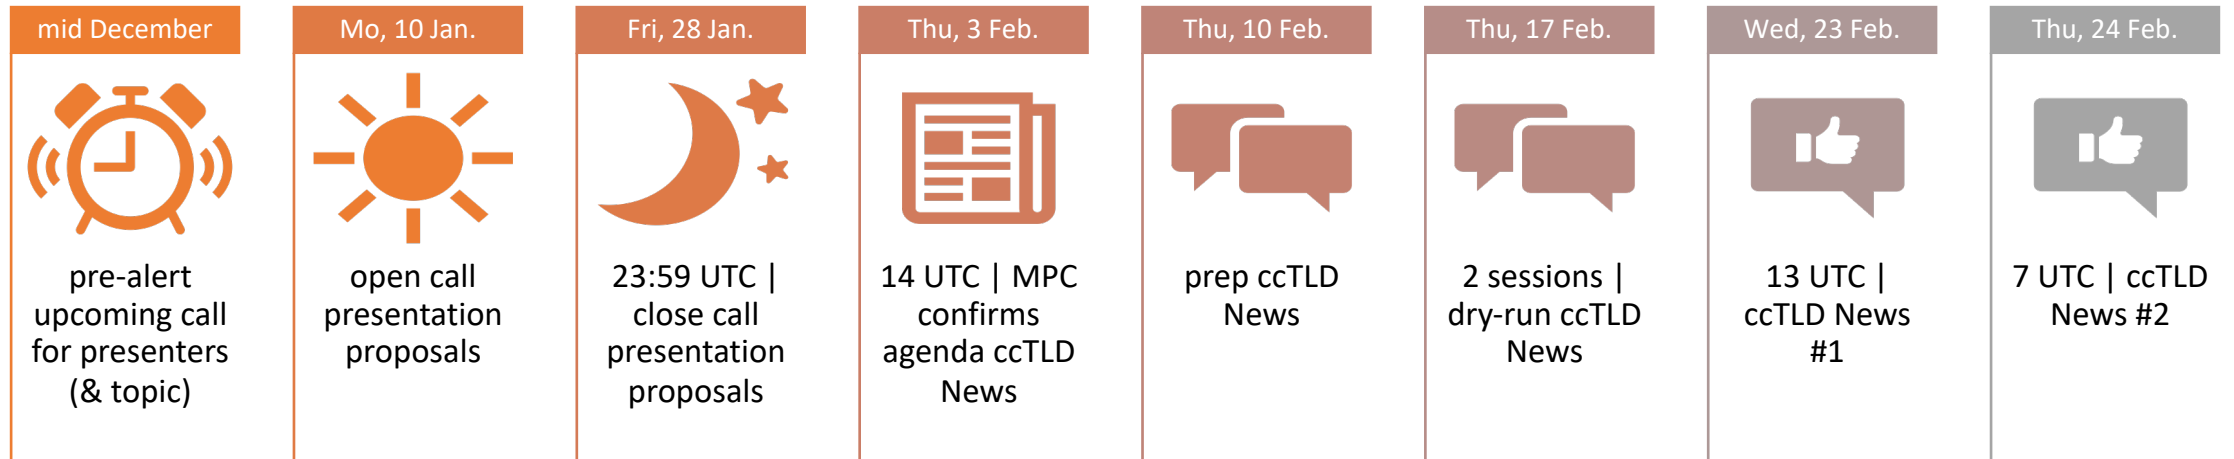 mid December
pre-alert
upcoming call
for presenters
(& topic)
Mo, 10 Jan.
open call
presentation
proposals
Fri, 28 Jan.
23:59 UTC |
close call
presentation
proposals
Thu, 3 Feb.
14 UTC | MPC
confirms
agenda ccTLD
News
Thu, 10 Feb.
prep ccTLD
News
Thu, 17 Feb.
2 sessions |
dry-run ccTLD
News
Wed, 23 Feb.
13 UTC |
ccTLD News
#1
Thu, 24 Feb.
7 UTC | ccTLD
News #2